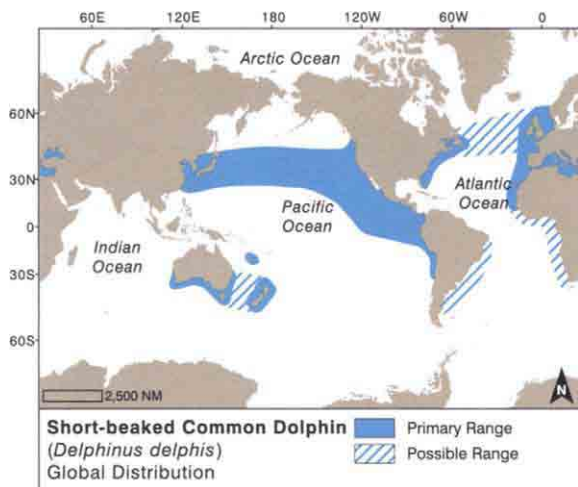 60E 120E 180 120W 60W 0
Arctic Ocean
60N
30N
0
30S
60S
Pacific
Ocean
Atlantic
Ocean
Indian
Ocean
2,500 NM
N
Short-beaked Common Dolphin
(Delphinus delphis)
Global Distribution
Primary Range
Possible Range